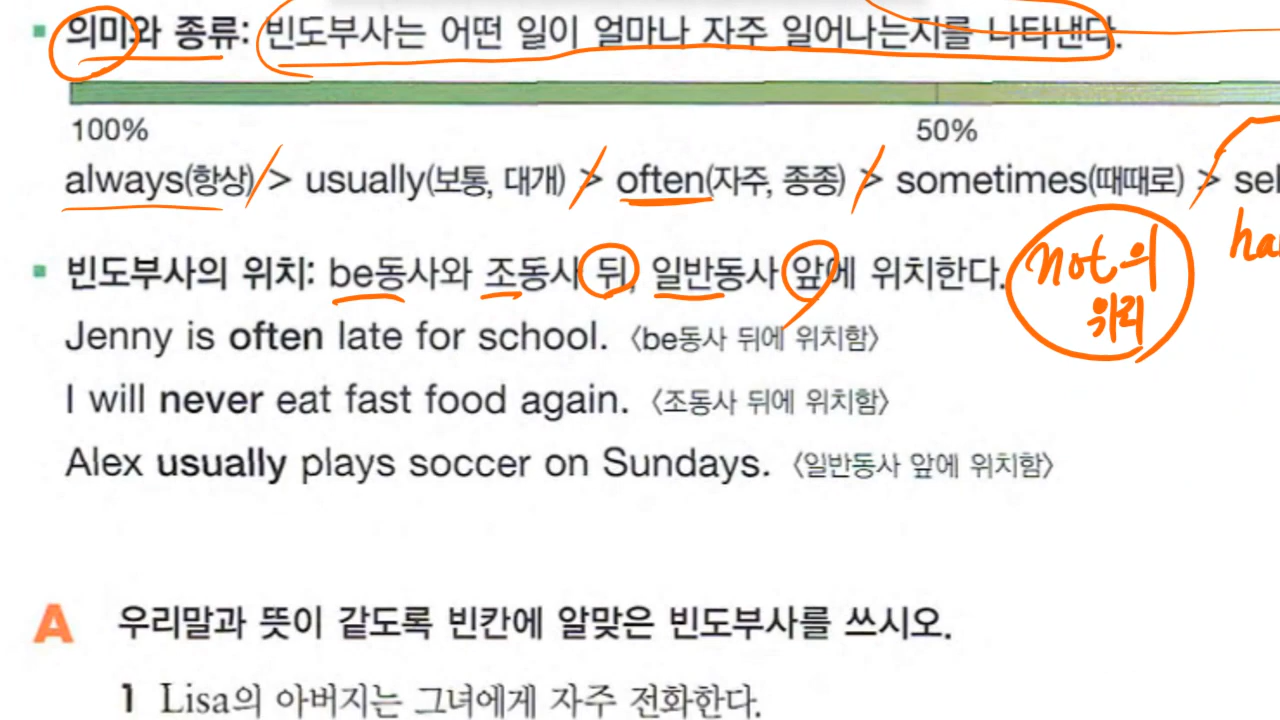 ▪ 의미와 종류: 빈도부사는 어떤 일이 얼마나 자주 일어나는지를 나타낸다.
100% 50%
always(항상) > usually(보통, 대개) > often(자주, 종종) > sometimes(때때로) > sel
ha
▪ 빈도부사의 위치: be동사와 조동사 뒤, 일반동사 앞에 위치한다.
not의
위치
Jenny is often late for school. 〈be동사 뒤에 위치함〉
I will never eat fast food again. 〈조동사 뒤에 위치함〉
Alex usually plays soccer on Sundays. 〈일반동사 앞에 위치함〉
A 우리말과 뜻이 같도록 빈칸에 알맞은 빈도부사를 쓰시오.
1 Lisa의 아버지는 그녀에게 자주 전화한다.